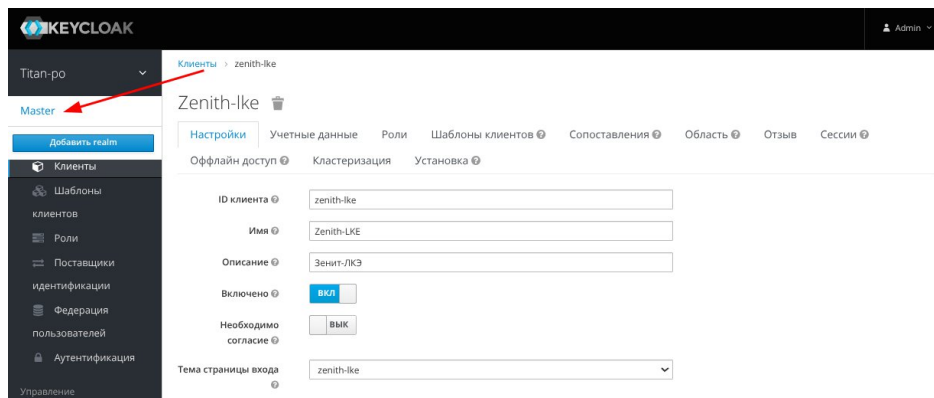 KEYCLOAK
Admin
Titan-po
Master
Добавить realm
Клиенты
Шаблоны
клиентов
Роли
Поставщики
идентификации
Федерация
пользователей
Аутентификация
Управление
Клиенты > zenith-lke
Zenith-lke
Настройки Учетные данные Роли Шаблоны клиентов Сопоставления Область Отзыв Сессии
Оффлайн доступ Кластеризация Установка
ID клиента zenith-lke
Имя Zenith-LKE
Описание Зенит-ЛКЭ
Включено ВКЛ
Необходимо
согласие ВЫК
Тема страницы входа zenith-lke